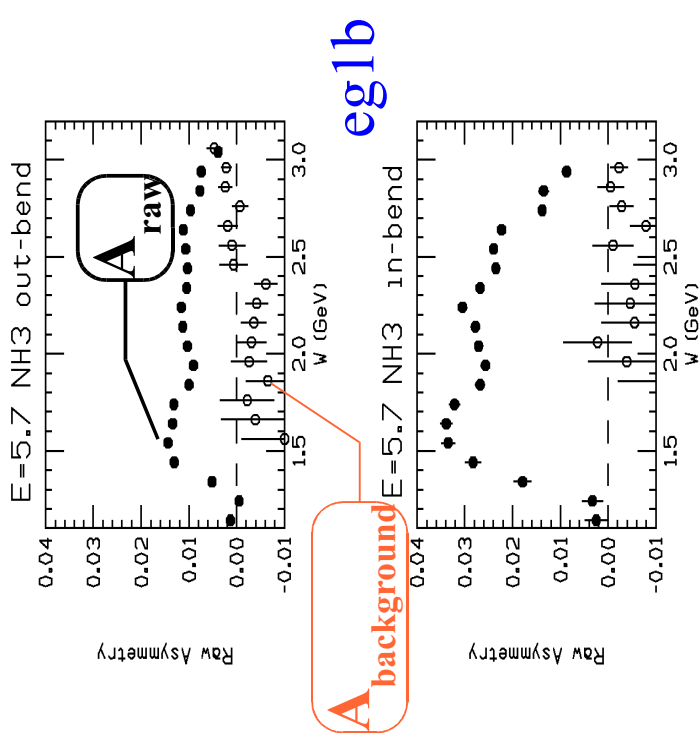 eg1b
E=5.7 NH3 out-bend
A raw
0.04
0.03
0.02
0.01
0.00
-0.01
1.5
2.0
2.5
3.0
W (GeV)
Raw Asymmetry
A background
E=5.7 NH3 in-bend
0.04
0.03
0.02
0.01
0.00
-0.01
1.5
2.0
2.5
3.0
W (GeV)
Raw Asymmetry